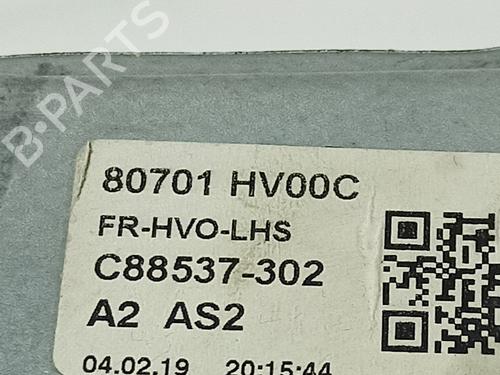 B-PARTS
80701 HV00C
FR-HVO-LHS
C88537-302
A2 AS2
04.02.19 20:15:44